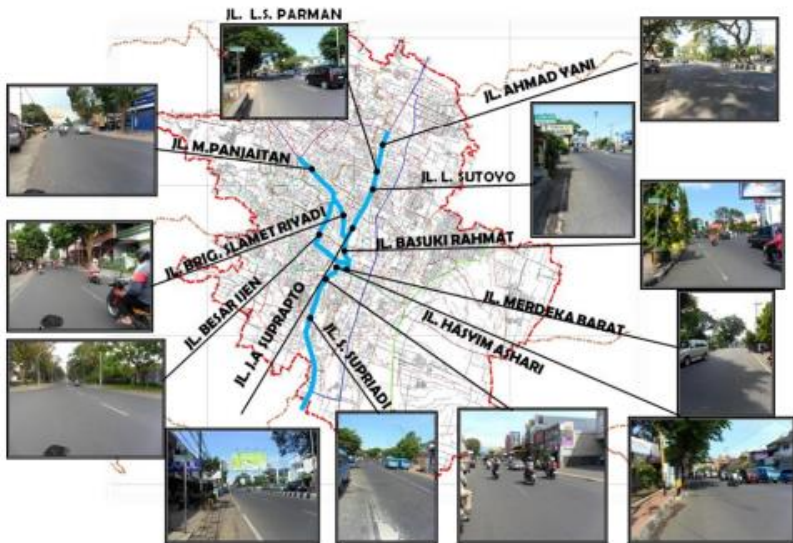 JL. L.S. PARMAN
JL. AHMAD YANI
JL. M.PANJAITAN
JL. L. SUTOYO
JL. BRIG. SLAMET RIYADI
JL. BASUKI RAHMAT
JL. BESAR IJEN
JL. MERDEKA BARAT
JL. J.A SUPRAPTO
JL. HASYIM ASHARI
JL. S. SUPRIADI